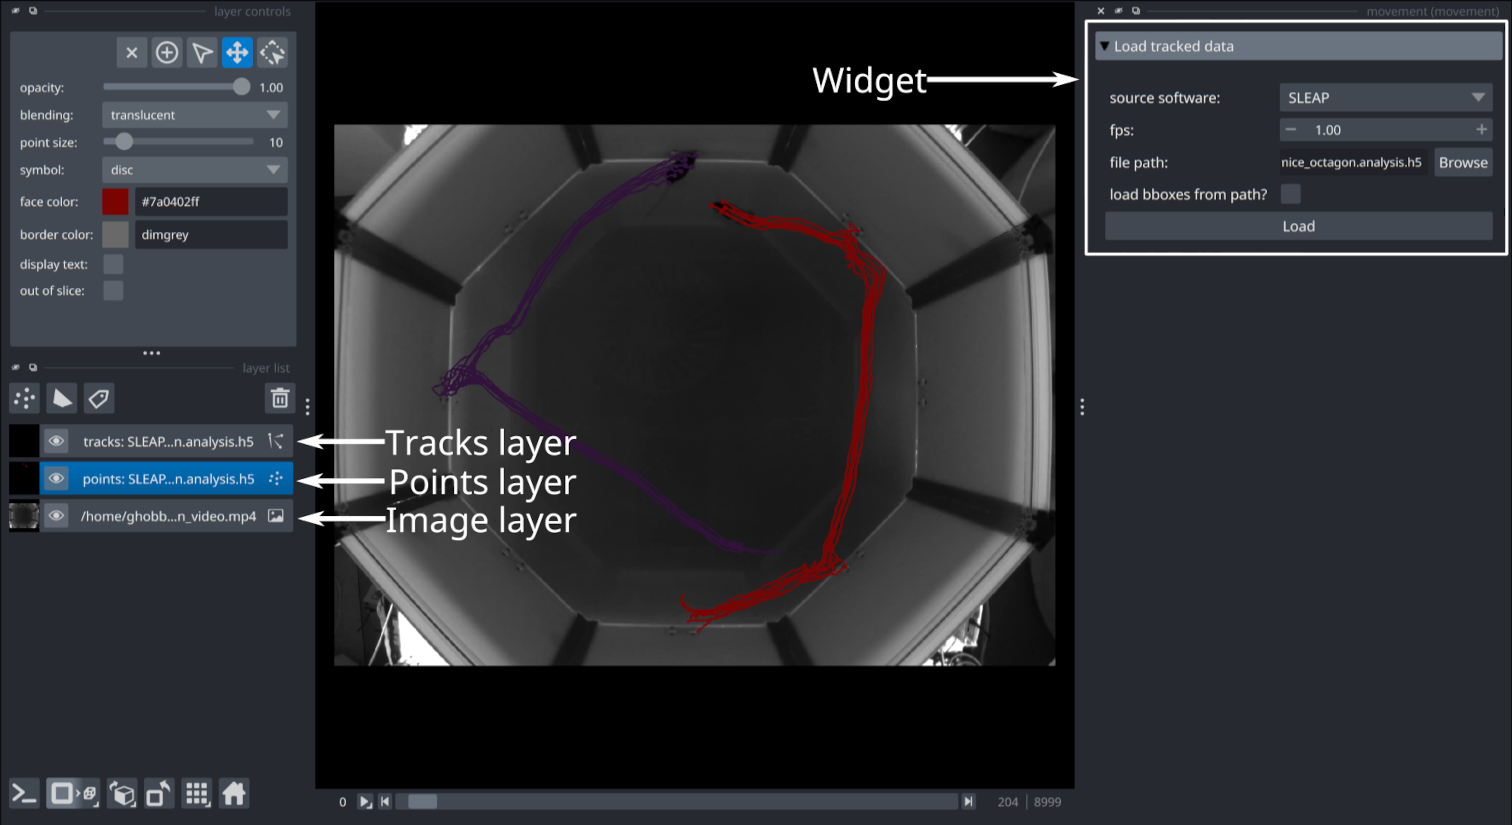 layer controls
opacity: 1.00
blending: translucent
point size: 10
symbol: disc
face color: #7a0402ff
border color: dimgrey
display text:
out of slice:
layer list
tracks: SLEAP...n.analysis.h5
points: SLEAP...n.analysis.h5
/home/ghobb...n_video.mp4
Tracks layer
Points layer
Image layer
Widget
0 204 | 8999
movement (movement)
Load tracked data
source software: SLEAP
fps: 1.00
file path: nice_octagon.analysis.h5 Browse
load bboxes from path?
Load